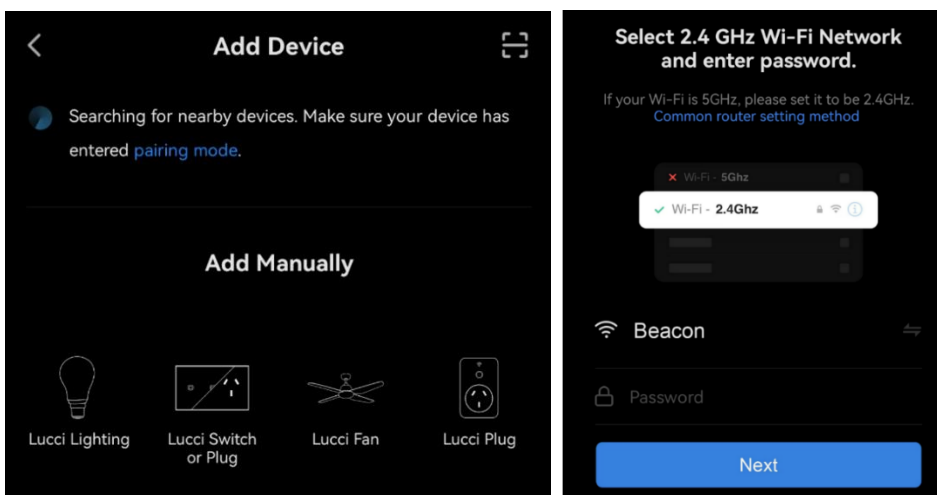 Add Device
Searching for nearby devices. Make sure your device has
entered pairing mode.
Add Manually
Lucci Lighting
Lucci Switch
or Plug
Lucci Fan
Lucci Plug
Select 2.4 GHz Wi-Fi Network
and enter password.
If your Wi-Fi is 5GHz, please set it to be 2.4GHz.
Common router setting method
Wi-Fi - 5Ghz
Wi-Fi - 2.4Ghz
Beacon
Password
Next